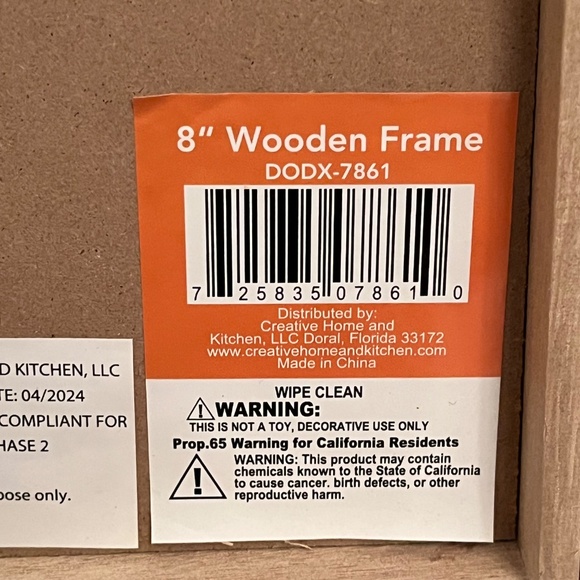 8“ Wooden Frame
DODX-7861
7 25835 07861 0
Distributed by:
Creative Home and
Kitchen, LLC Doral, Florida 33172
www.creativehomeandkitchen.com
Made in China
WIPE CLEAN
WARNING:
THIS IS NOT A TOY, DECORATIVE USE ONLY
Prop.65 Warning for California Residents
WARNING: This product may contain
chemicals known to the State of California
to cause cancer. birth defects, or other
reproductive harm.
D KITCHEN, LLC
TE: 04/2024
COMPLIANT FOR
HASE 2
pose only.